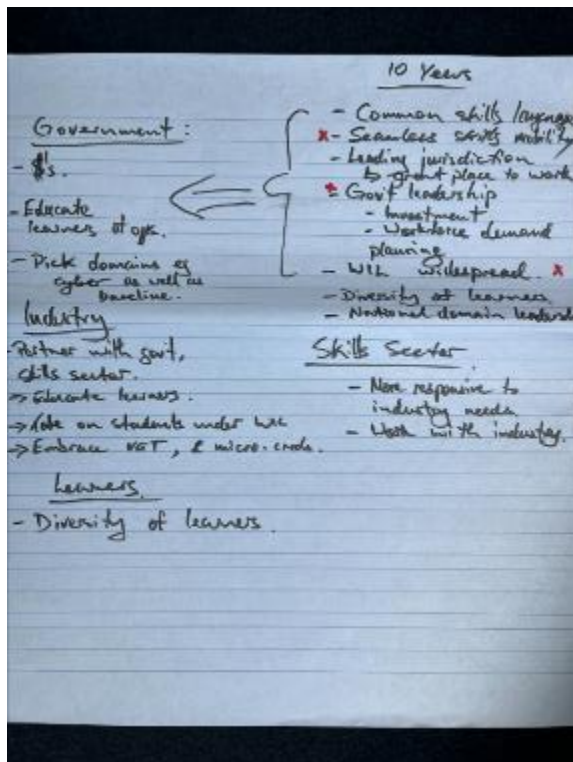 10 Years
- Common skills language
x - Seamless skills mobility
- Leading jurisdiction
& great place to work
x - Govt leadership
- Investment
- Workforce demand
planning
- WIL widespread. x
- Diversity of learners
- National domain leadership
Government:
- $'s.
- Educate
learners of opps.
- Pick domains eg
cyber as well as
baseline.
Industry
- Partner with govt,
skills sector.
-> Educate learners.
-> Take on students under WIL
-> Embrace VET, & micro-creds.
Skills Sector
- More responsive to
industry needs
- Work with industry.
Learners
- Diversity of learners.